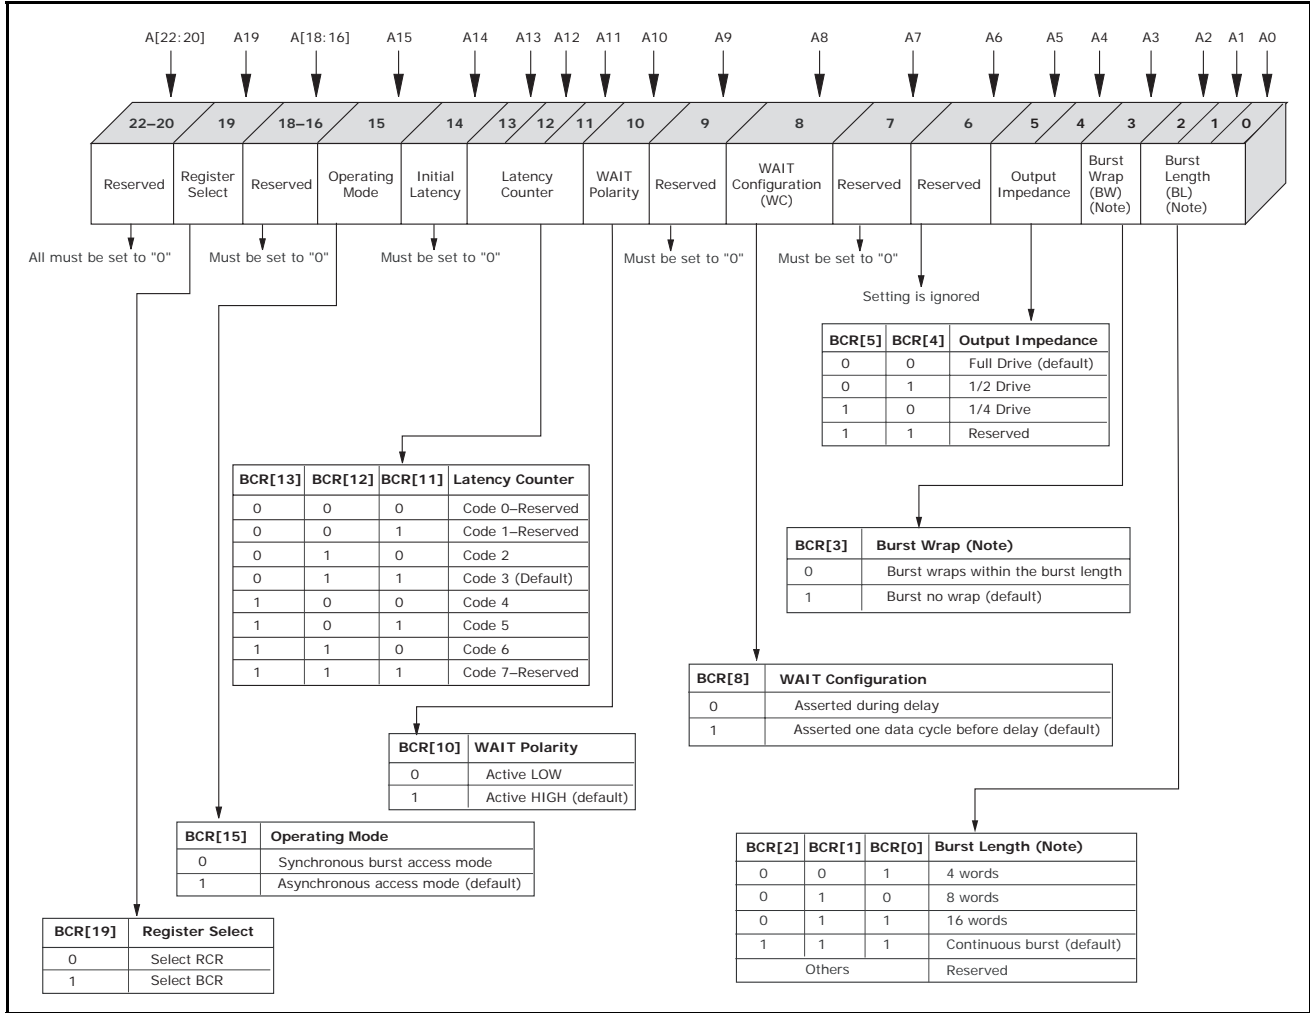 A[22:20] A19 A[18:16] A15 A14 A13 A12 A11 A10 A9 A8 A7 A6 A5 A4 A3 A2 A1 A0
22–20 19 18–16 15 14 13 12 11 10 9 8 7 6 5 4 3 2 1 0
Reserved
Register
Select
Reserved
Operating
Mode
Initial
Latency
Latency
Counter
WAIT
Polarity
Reserved
WAIT
Configuration
(WC)
Reserved
Reserved
Output
Impedance
Burst
Wrap
(BW)
(Note)
Burst
Length
(BL)
(Note)
All must be set to "0" Must be set to "0" Must be set to "0" Must be set to "0" Must be set to "0"
Setting is ignored
BCR[5] BCR[4] Output Impedance
0 0 Full Drive (default)
0 1 1/2 Drive
1 0 1/4 Drive
1 1 Reserved
BCR[13] BCR[12] BCR[11] Latency Counter
0 0 0 Code 0–Reserved
0 0 1 Code 1–Reserved
0 1 0 Code 2
0 1 1 Code 3 (Default)
1 0 0 Code 4
1 0 1 Code 5
1 1 0 Code 6
1 1 1 Code 7–Reserved
BCR[3] Burst Wrap (Note)
0 Burst wraps within the burst length
1 Burst no wrap (default)
BCR[8] WAIT Configuration
0 Asserted during delay
1 Asserted one data cycle before delay (default)
BCR[10] WAIT Polarity
0 Active LOW
1 Active HIGH (default)
BCR[15] Operating Mode
0 Synchronous burst access mode
1 Asynchronous access mode (default)
BCR[2] BCR[1] BCR[0] Burst Length (Note)
0 0 1 4 words
0 1 0 8 words
0 1 1 16 words
1 1 1 Continuous burst (default)
Others Reserved
BCR[19] Register Select
0 Select RCR
1 Select BCR